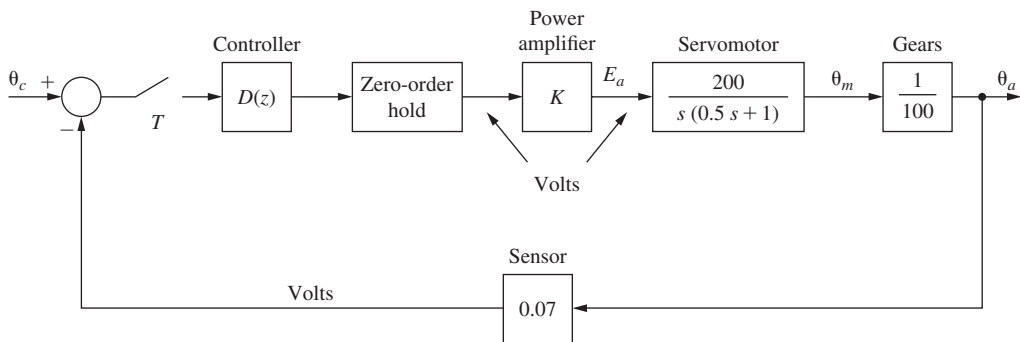 Power
amplifier
Controller
Servomotor
Gears
θc
+
−
T
D(z)
Zero-order
hold
K
Ea
200
s (0.5 s + 1)
θm
1
100
θa
Volts
Sensor
Volts
0.07